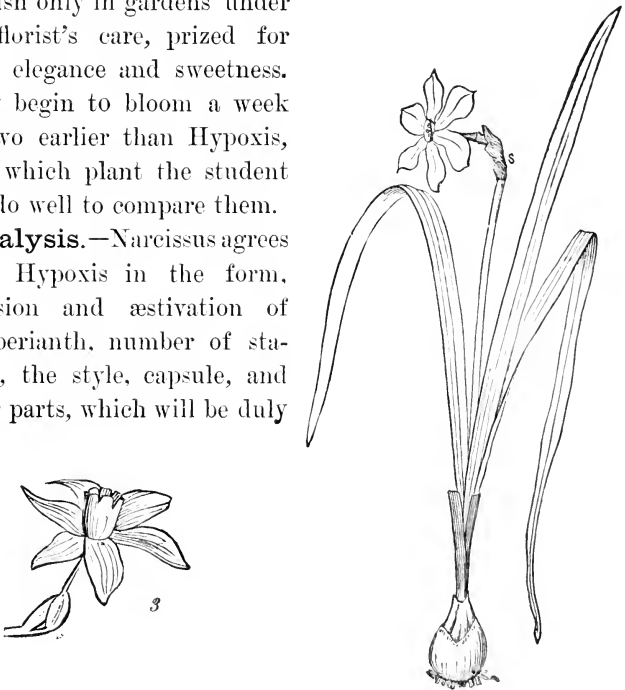 ish only in gardens under
florist's care, prized for
elegance and sweetness.
begin to bloom a week
vo earlier than Hypoxis,
which plant the student
do well to compare them.
alysis.—Narcissus agrees
Hypoxis in the form,
sion and æstivation of
perianth, number of sta-
, the style, capsule, and
parts, which will be duly
s
3